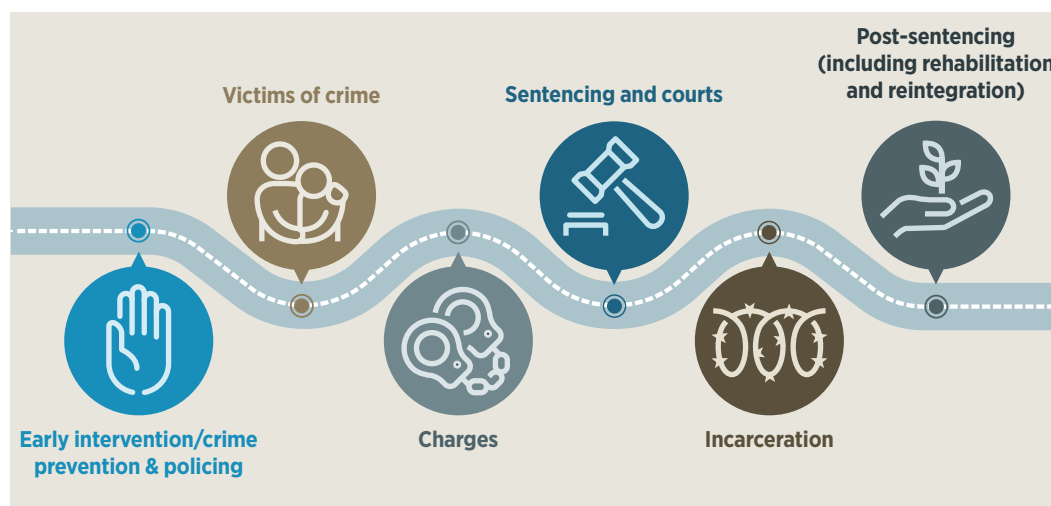 Early intervention/crime
prevention & policing
Victims of crime
Charges
Sentencing and courts
Incarceration
Post-sentencing
(including rehabilitation
and reintegration)